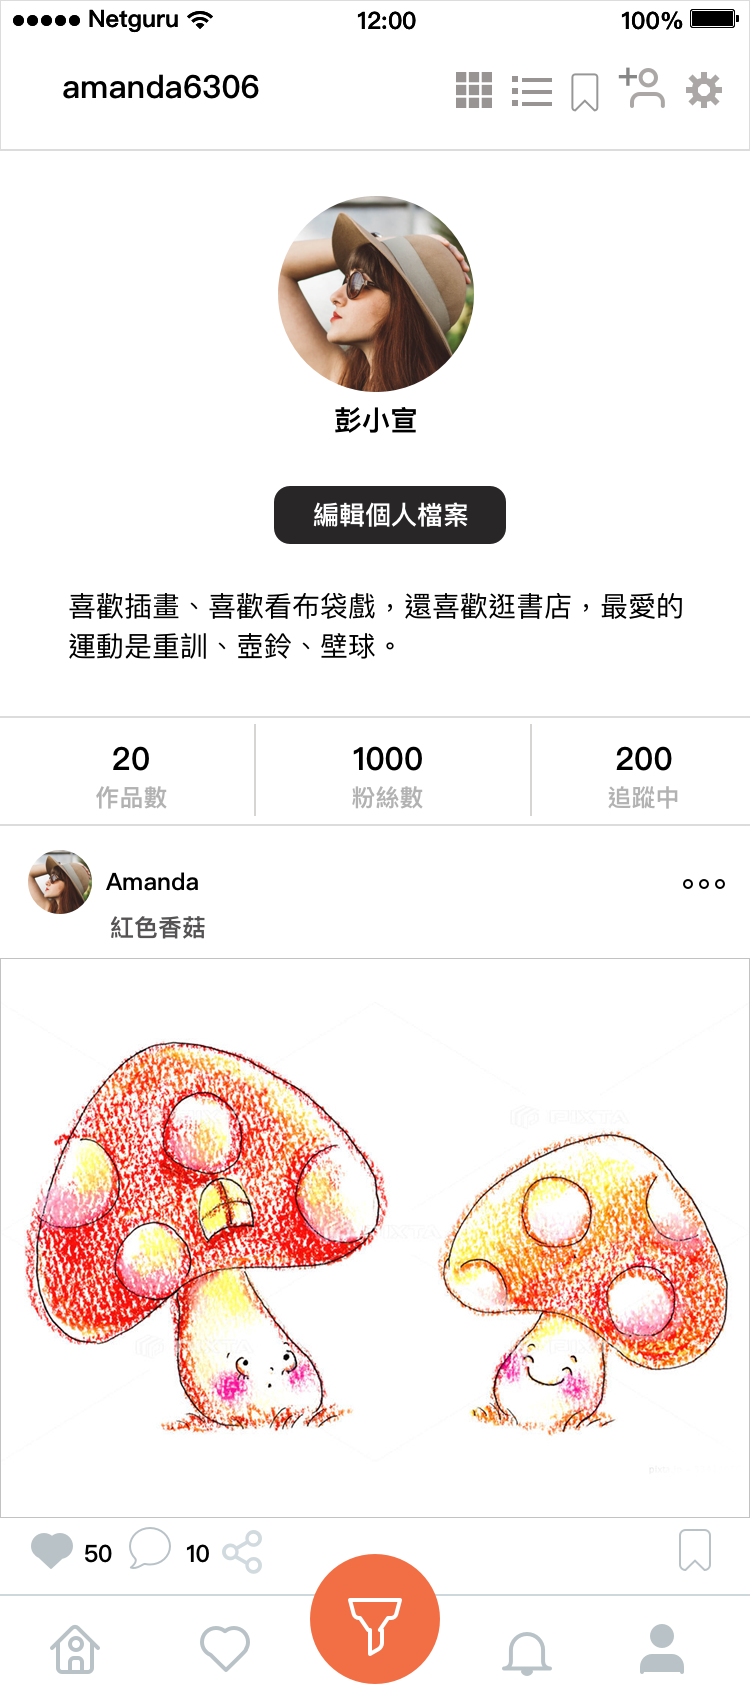 Netguru
12:00
100%
amanda6306
彭小宣
編輯個人檔案
喜歡插畫、喜歡看布袋戲，還喜歡逛書店，最愛的
運動是重訓、壺鈴、壁球。
20
1000
200
作品數
粉絲數
追蹤中
Amanda
紅色香菇
PIXTA
50
10